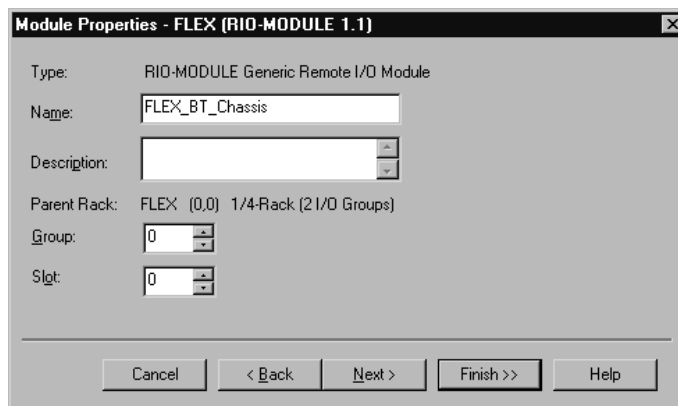 Module Properties - FLEX (RIO-MODULE 1.1)
Type: RIO-MODULE Generic Remote I/O Module
Name: FLEX_BT_Chassis
Description:
Parent Rack: FLEX (0,0) 1/4-Rack (2 I/O Groups)
Group: 0
Slot: 0
Cancel < Back Next > Finish >> Help